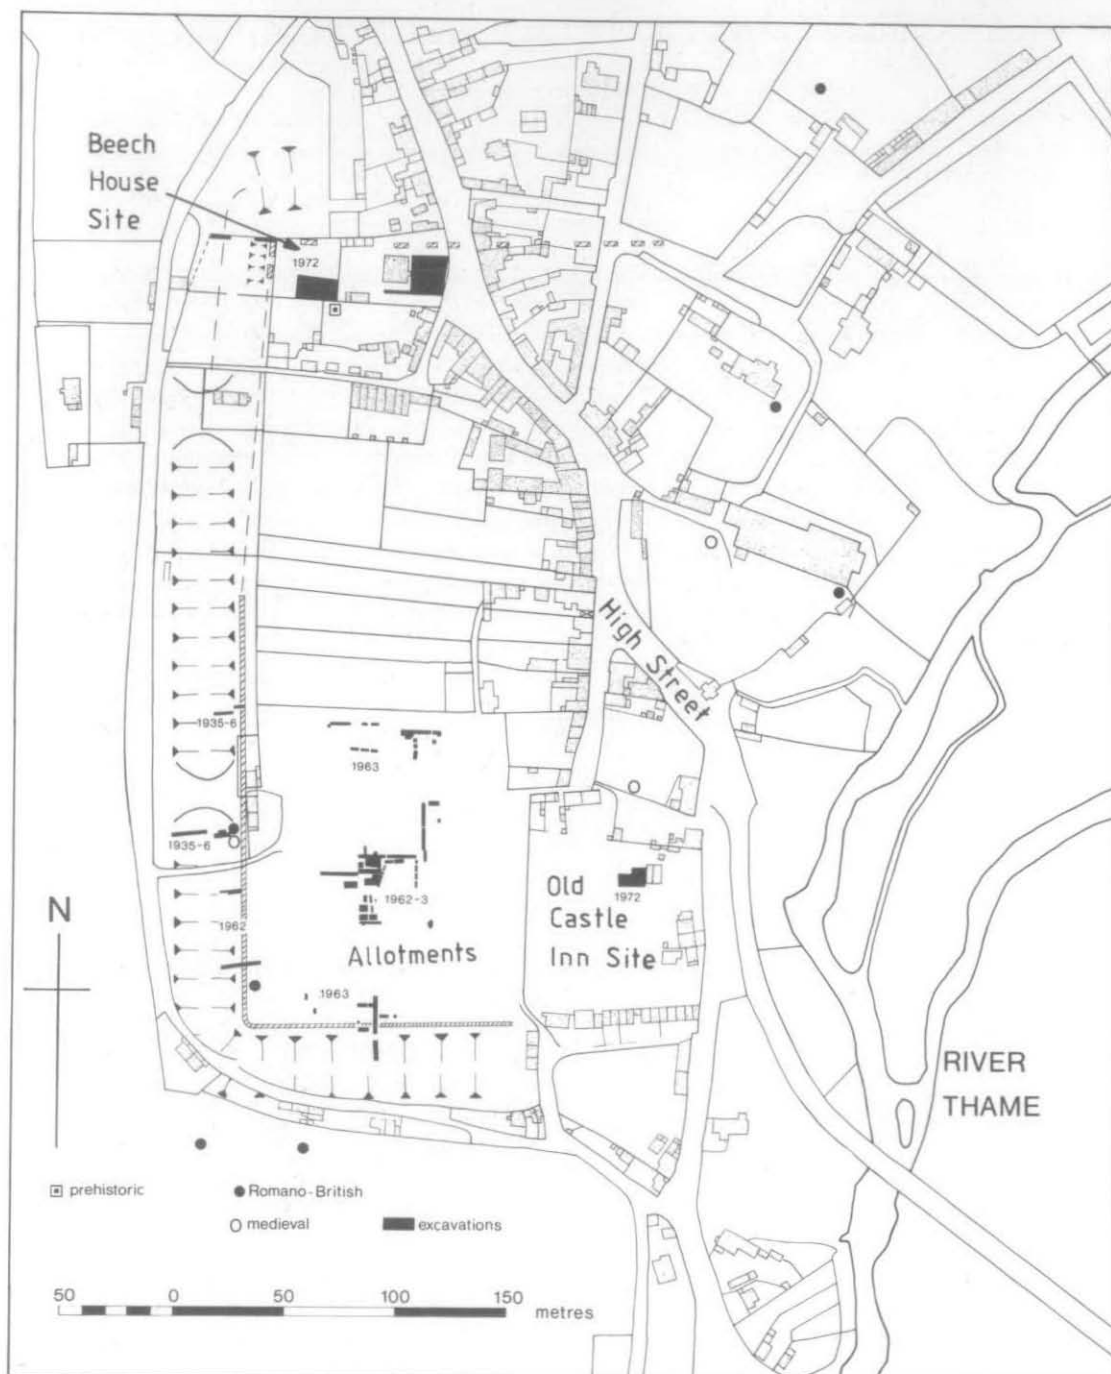 Beech
House
Site
1972
High Street
1935-6
1963
1935-6
1962-3
1972
Old
Castle
Inn Site
1962
Allotments
1963
N
RIVER
THAME
prehistoric
Romano-British
medieval
excavations
50 0 50 100 150 metres